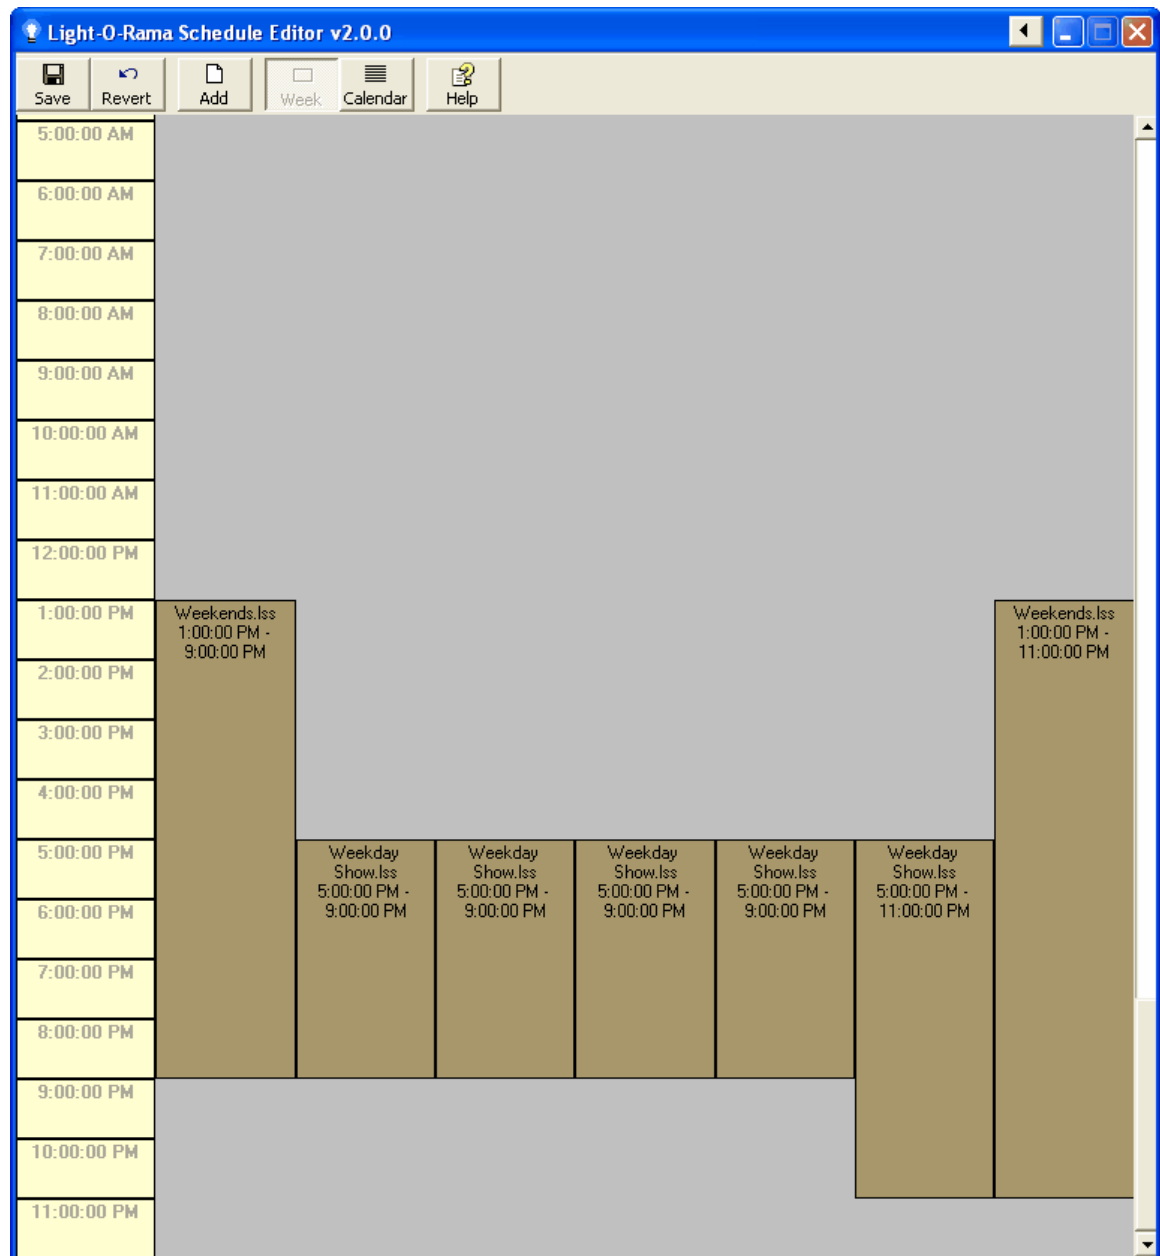 Light-O-Rama Schedule Editor v2.0.0
Save Revert Add Week Calendar Help
5:00:00 AM
6:00:00 AM
7:00:00 AM
8:00:00 AM
9:00:00 AM
10:00:00 AM
11:00:00 AM
12:00:00 PM
1:00:00 PM
2:00:00 PM
3:00:00 PM
4:00:00 PM
5:00:00 PM
6:00:00 PM
7:00:00 PM
8:00:00 PM
9:00:00 PM
10:00:00 PM
11:00:00 PM
Weekends.lss
1:00:00 PM -
9:00:00 PM
Weekday
Show.lss
5:00:00 PM -
9:00:00 PM
Weekday
Show.lss
5:00:00 PM -
9:00:00 PM
Weekday
Show.lss
5:00:00 PM -
9:00:00 PM
Weekday
Show.lss
5:00:00 PM -
9:00:00 PM
Weekday
Show.lss
5:00:00 PM -
11:00:00 PM
Weekends.lss
1:00:00 PM -
11:00:00 PM